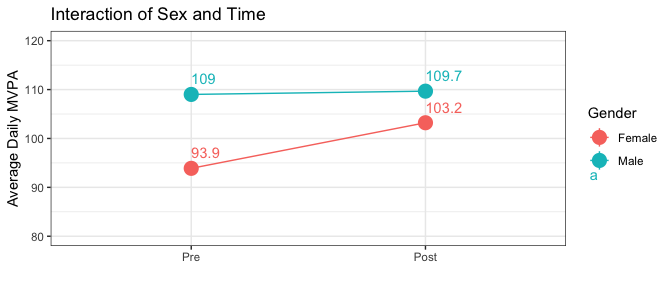 Interaction of Sex and Time
Average Daily MVPA
120
110
100
90
80
109
109.7
103.2
93.9
Pre
Post
Gender
Female
Male
a